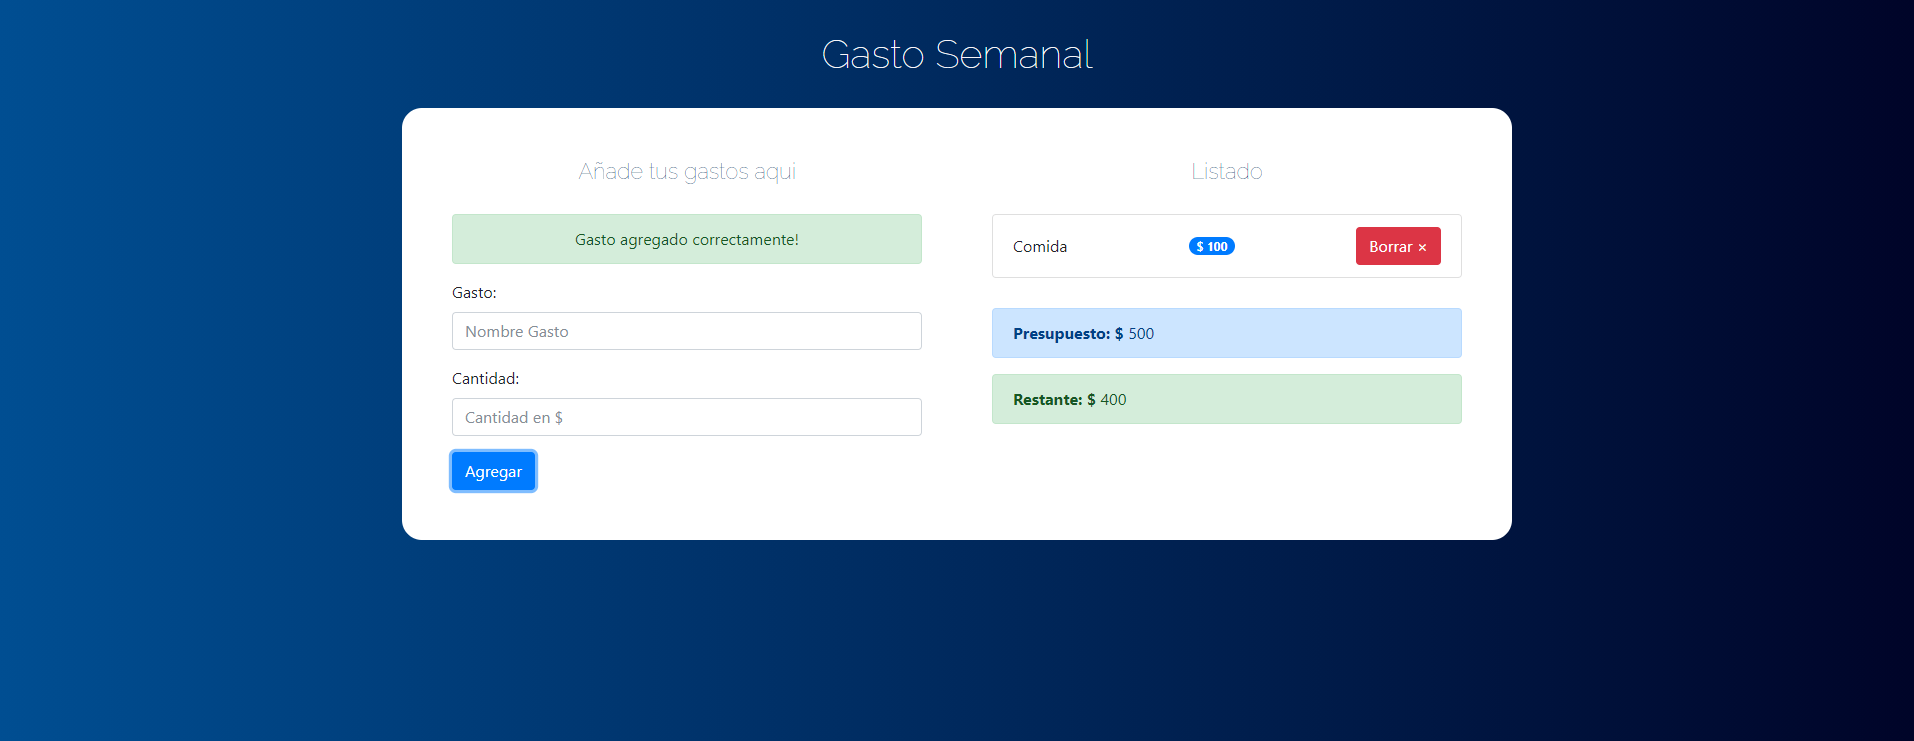 Gasto Semanal
Añade tus gastos aqui
Gasto agregado correctamente!
Gasto:
Nombre Gasto
Cantidad:
Cantidad en $
Agregar
Listado
Comida $ 100 Borrar ×
Presupuesto: $ 500
Restante: $ 400